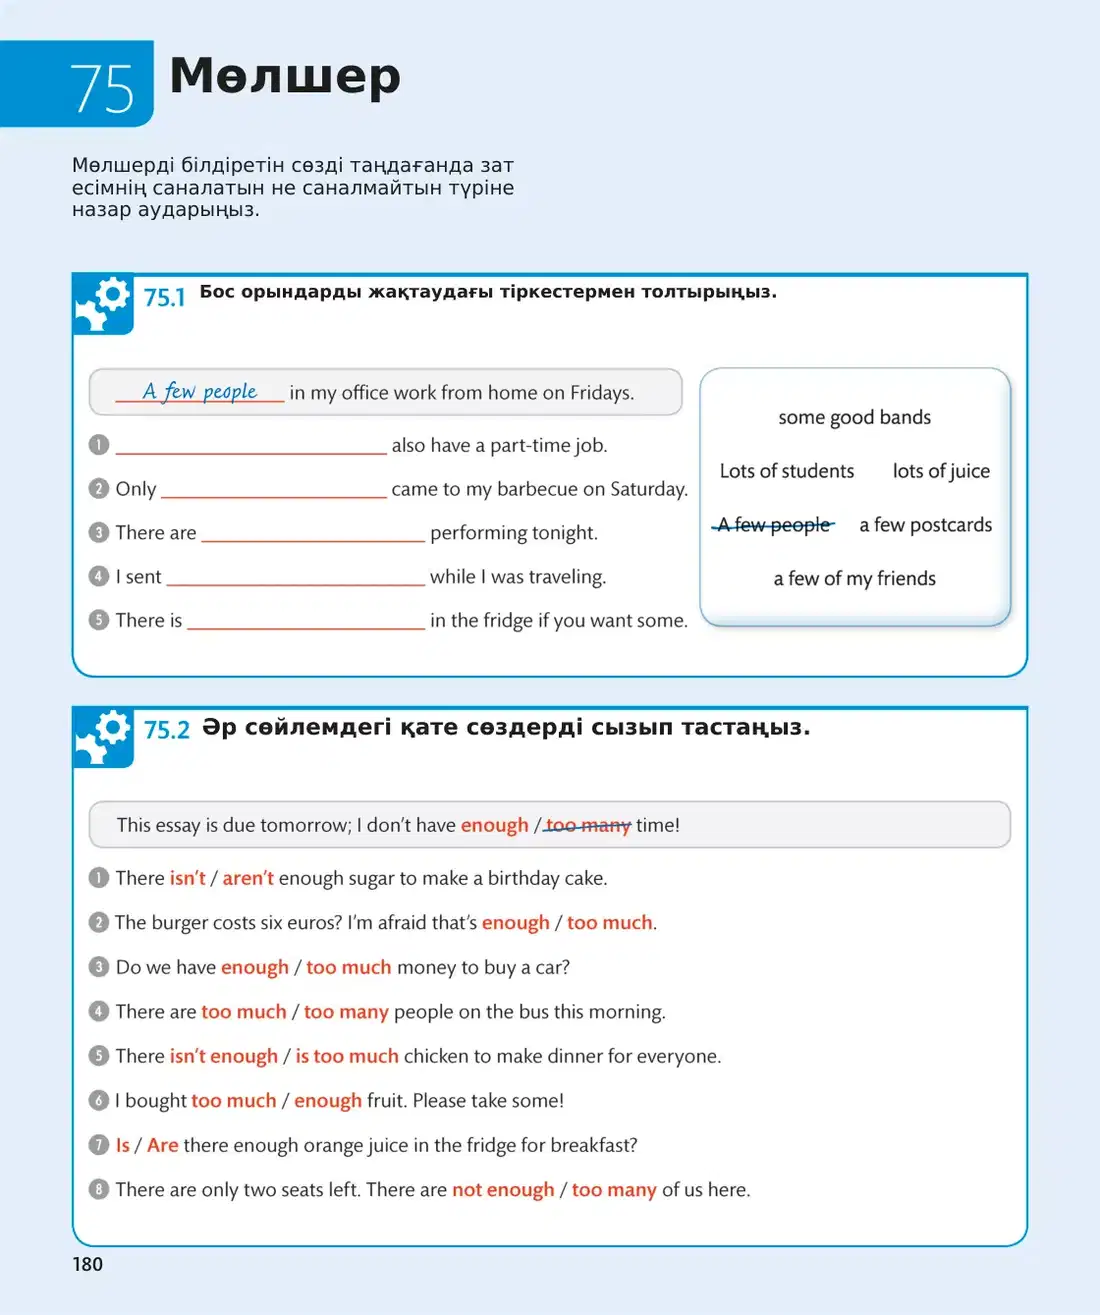 75 Мөлшер
Мөлшерді білдіретін сөзді таңдағанда зат
есімнің саналатын не саналмайтын түріне
назар аударыңыз.
75.1 Бос орындарды жақтаудағы тіркестермен толтырыңыз.
A few people in my office work from home on Fridays.
1 also have a part-time job.
2 Only came to my barbecue on Saturday.
3 There are performing tonight.
4 I sent while I was traveling.
5 There is in the fridge if you want some.
some good bands
Lots of students lots of juice
A few people a few postcards
a few of my friends
75.2 Әр сөйлемдегі қате сөздерді сызып тастаңыз.
This essay is due tomorrow; I don't have enough / too many time!
1 There isn't / aren't enough sugar to make a birthday cake.
2 The burger costs six euros? I'm afraid that's enough / too much.
3 Do we have enough / too much money to buy a car?
4 There are too much / too many people on the bus this morning.
5 There isn't enough / is too much chicken to make dinner for everyone.
6 I bought too much / enough fruit. Please take some!
7 Is / Are there enough orange juice in the fridge for breakfast?
8 There are only two seats left. There are not enough / too many of us here.
180